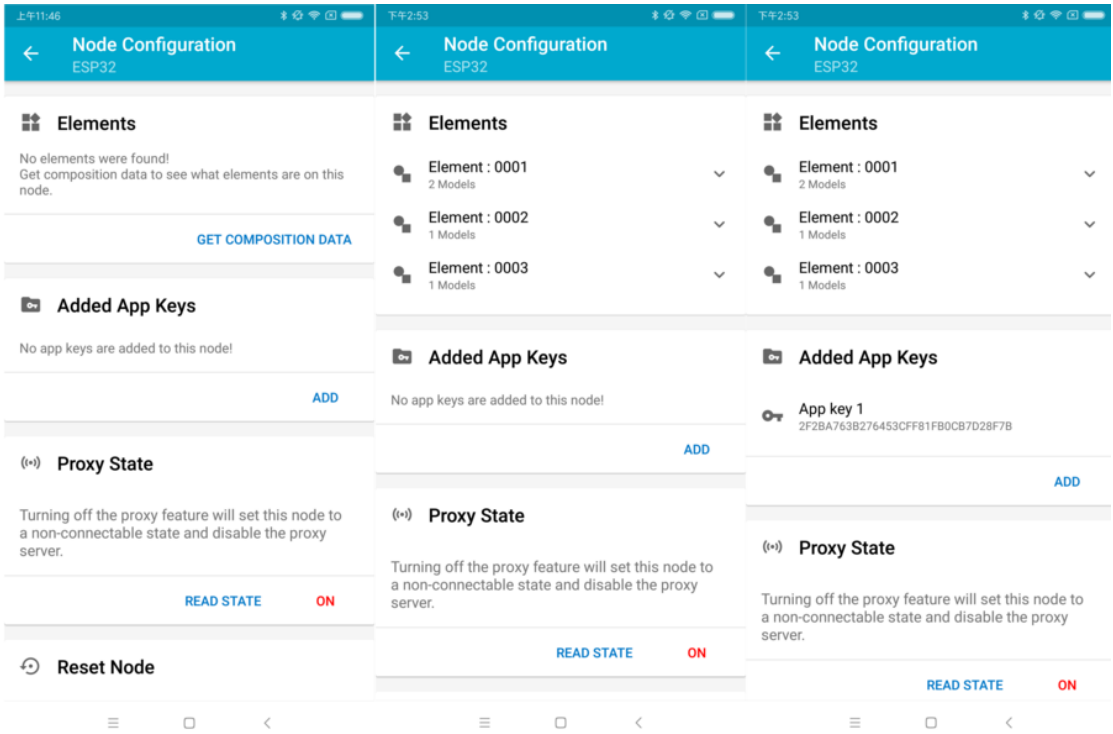 上午11:46
Node Configuration
ESP32
Elements
No elements were found!
Get composition data to see what elements are on this
node.
GET COMPOSITION DATA
Added App Keys
No app keys are added to this node!
ADD
Proxy State
Turning off the proxy feature will set this node to
a non-connectable state and disable the proxy
server.
READ STATE ON
Reset Node
下午2:53
Node Configuration
ESP32
Elements
Element : 0001
2 Models
Element : 0002
1 Models
Element : 0003
1 Models
Added App Keys
No app keys are added to this node!
ADD
Proxy State
Turning off the proxy feature will set this node to
a non-connectable state and disable the proxy
server.
READ STATE ON
下午2:53
Node Configuration
ESP32
Elements
Element : 0001
2 Models
Element : 0002
1 Models
Element : 0003
1 Models
Added App Keys
App key 1
2F2BA763B276453CFF81FB0CB7D28F7B
ADD
Proxy State
Turning off the proxy feature will set this node to
a non-connectable state and disable the proxy
server.
READ STATE ON